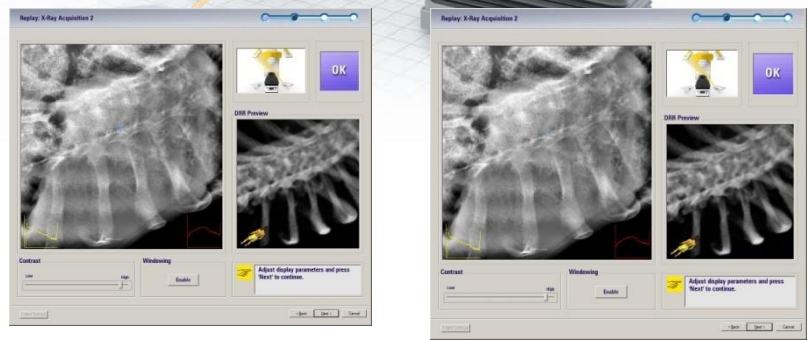 Replay: X-Ray Acquisition 2
OK
DRR Preview
Contrast
Low
High
Windowing
Enable
Adjust display parameters and press
'Next' to continue.
< Back
Next >
Cancel
Replay: X-Ray Acquisition 2
OK
DRR Preview
Contrast
Low
High
Windowing
Enable
Adjust display parameters and press
'Next' to continue.
< Back
Next >
Cancel